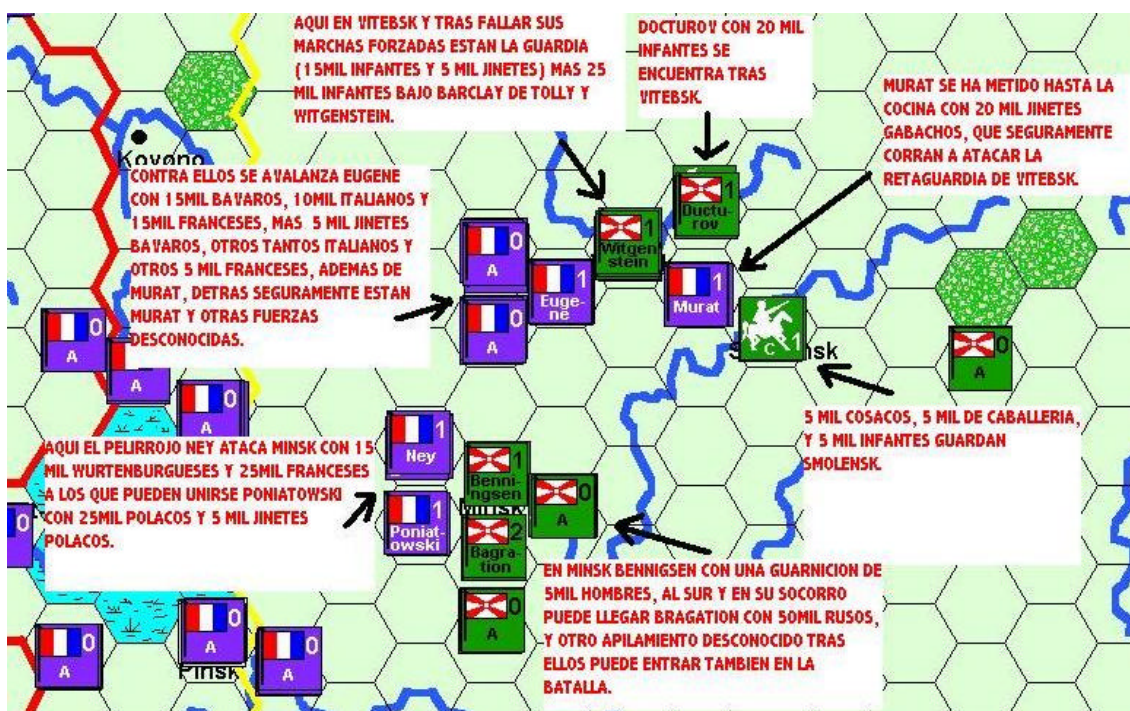 AQUI EN VITEBSK Y TRAS FALLAR SUS
MARCHAS FORZADAS ESTAN LA GUARDIA
(15MIL INFANTES Y 5 MIL JINETES) MAS 25
MIL INFANTES BAJO BARCLAY DE TOLLY Y
WITGENSTEIN.
DOCTUROV CON 20 MIL
INFANTES SE
ENCUENTRA TRAS
VITEBSK.
MURAT SE HA METIDO HASTA LA
COCINA CON 20 MIL JINETES
GABACHOS, QUE SEGURAMENTE
CORRAN A ATACAR LA
RETAGUARDIA DE VITEBSK.
Kovono
CONTRA ELLOS SE AVALANZA EUGENE
CON 15MIL BAVAROS, 10MIL ITALIANOS Y
15MIL FRANCESES, MAS 5 MIL JINETES
BAVAROS, OTROS TANTOS ITALIANOS Y
OTROS 5 MIL FRANCESES, ADEMAS DE
MURAT, DETRAS SEGURAMENTE ESTAN
MURAT Y OTRAS FUERZAS
DESCONOCIDAS.
0
A
0
A
1
Euge-
ne
1
Witgen
stein
1
Ductu-
rov
1
Murat
C 1
nsk
0
A
0
A
A
0
A
5 MIL COSACOS, 5 MIL DE CABALLERIA,
Y 5 MIL INFANTES GUARDAN
SMOLENSK.
AQUI EL PELIRROJO NEY ATACA MINSK CON 15
MIL WURTENBURGUESES Y 25MIL FRANCESES
A LOS QUE PUEDEN UNIRSE PONIATOWSKI
CON 25MIL POLACOS Y 5 MIL JINETES
POLACOS.
1
Ney
1
Poniat-
owski
1
Benni-
ngsen
2
Bagra-
tion
0
A
0
A
EN MINSK BENNIGSEN CON UNA GUARNICION DE
5MIL HOMBRES, AL SUR Y EN SU SOCORRO
PUEDE LLEGAR BRAGATION CON 50MIL RUSOS,
Y OTRO APILAMIENTO DESCONOCIDO TRAS
ELLOS PUEDE ENTRAR TAMBIEN EN LA
BATALLA.
0
0
A
0
A
0
A
Pinsk